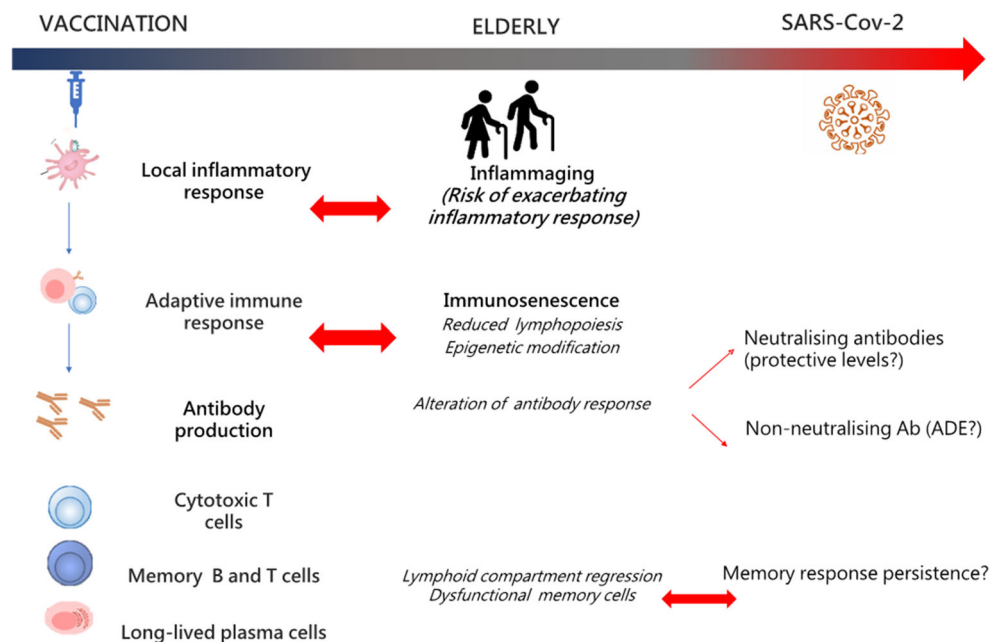 VACCINATION
ELDERLY
SARS-Cov-2
Local inflammatory
response
Inflammaging
(Risk of exacerbating
inflammatory response)
Adaptive immune
response
Immunosenescence
Reduced lymphopoiesis
Epigenetic modification
Neutralising antibodies
(protective levels?)
Antibody
production
Alteration of antibody response
Non-neutralising Ab (ADE?)
Cytotoxic T
cells
Memory B and T cells
Lymphoid compartment regression
Dysfunctional memory cells
Memory response persistence?
Long-lived plasma cells